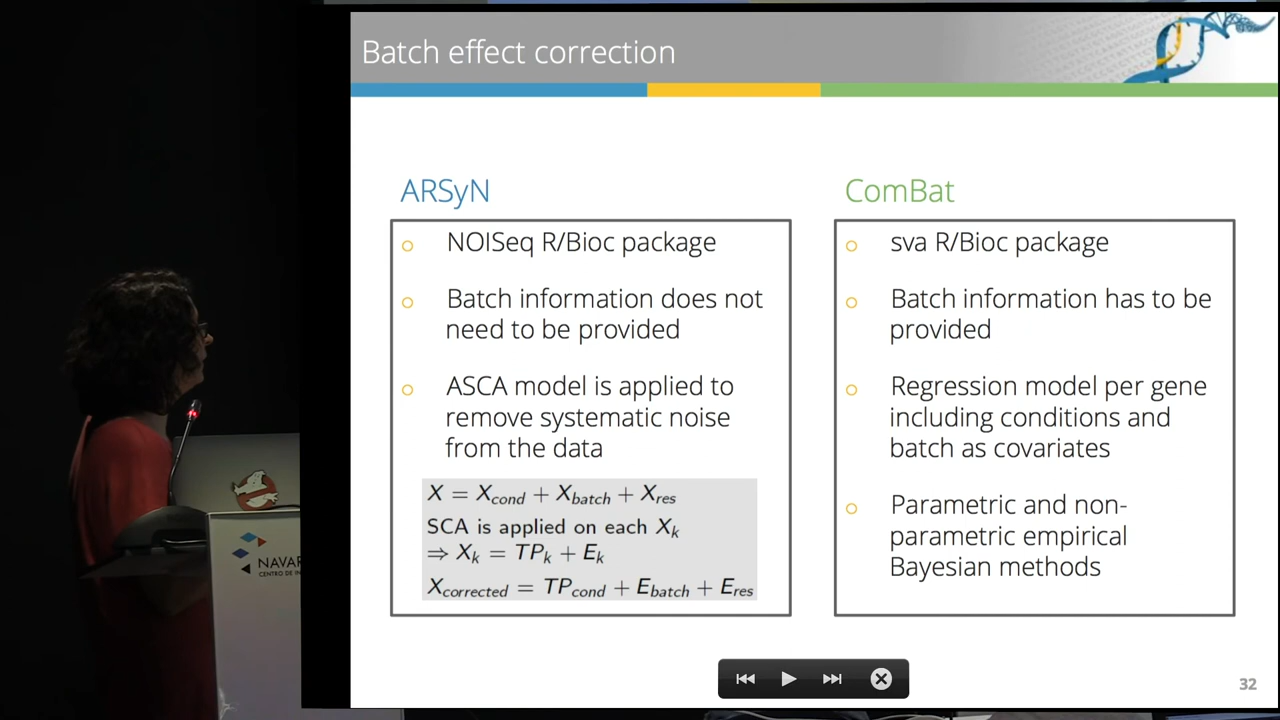 Batch effect correction
ARSyN
NOISeq R/Bioc package
Batch information does not
need to be provided
ASCA model is applied to
remove systematic noise
from the data
X = X_cond + X_batch + X_res
SCA is applied on each X_k
⇒ X_k = TP_k + E_k
X_corrected = TP_cond + E_batch + E_res
ComBat
sva R/Bioc package
Batch information has to be
provided
Regression model per gene
including conditions and
batch as covariates
Parametric and non-
parametric empirical
Bayesian methods
32
NAVAR
CENTRO DE IN